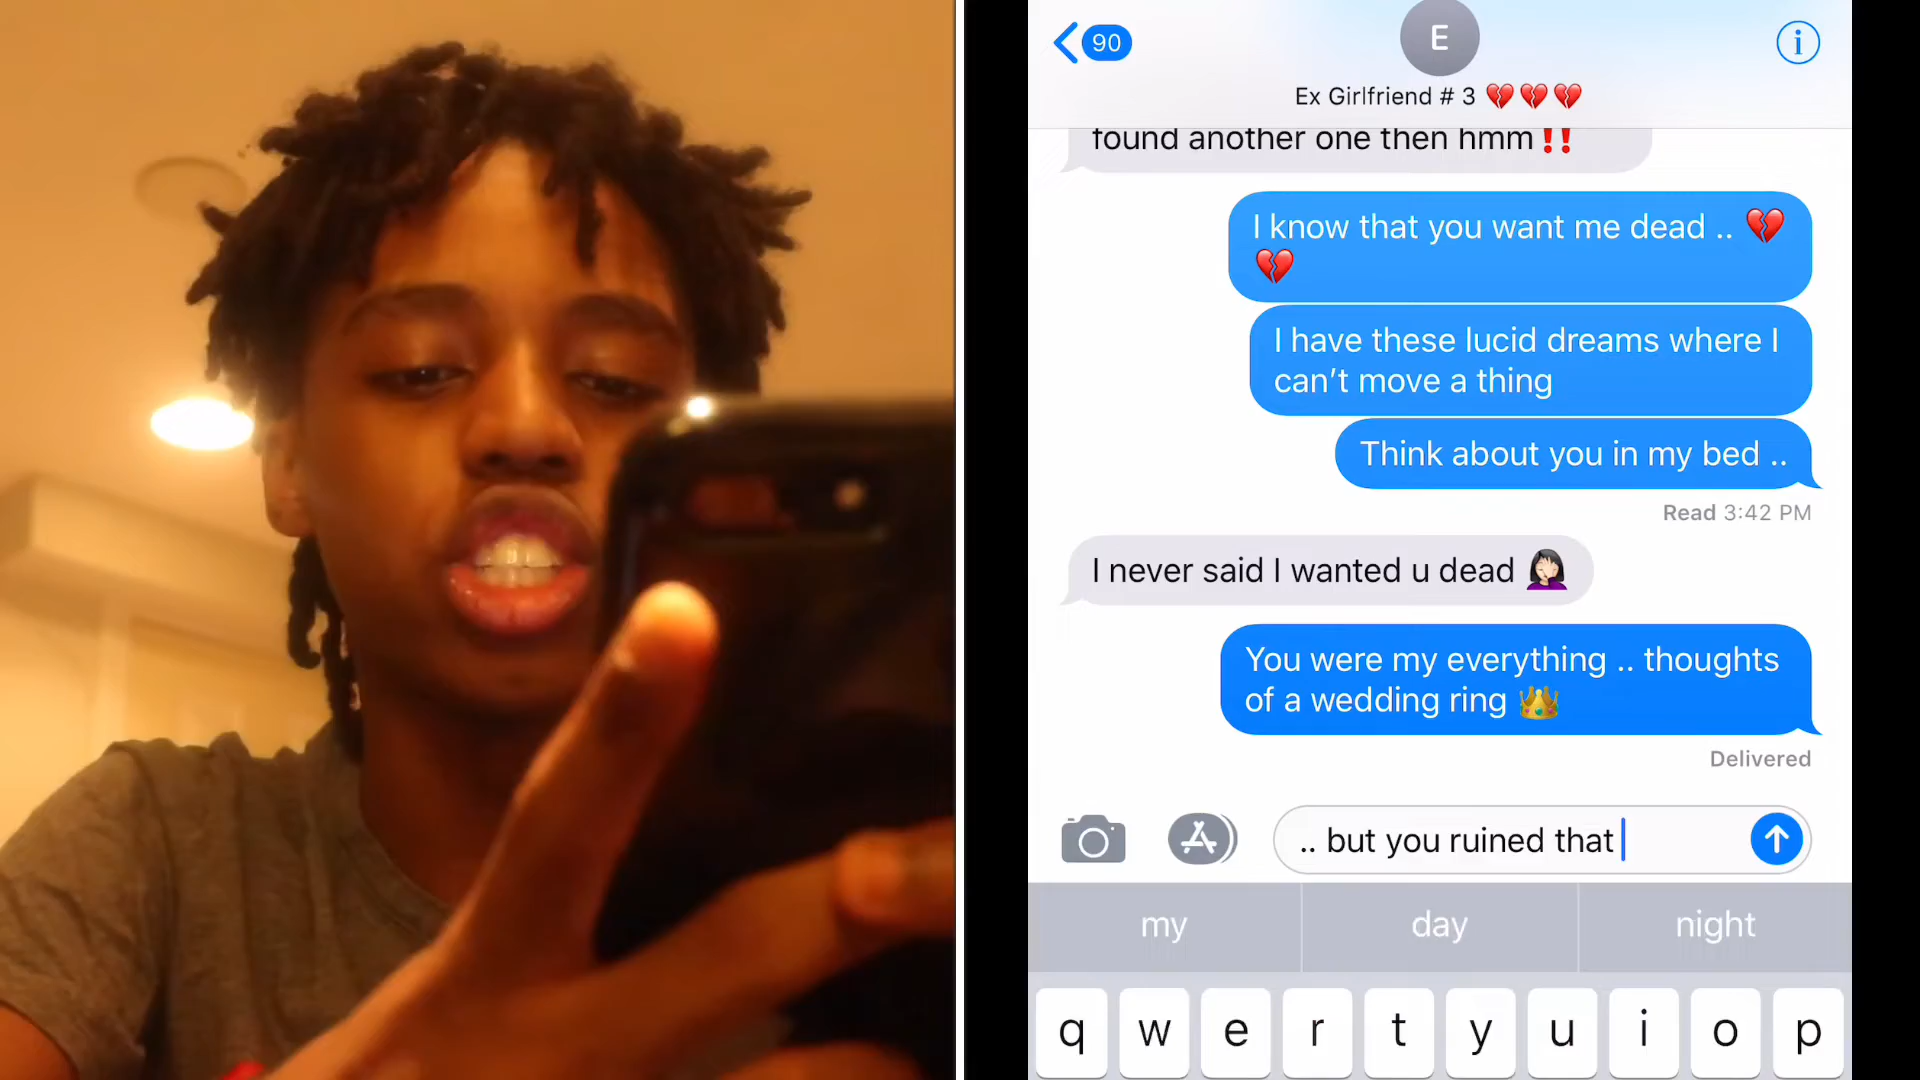 90
E
Ex Girlfriend # 3 💔💔💔
found another one then hmm‼️
I know that you want me dead .. 💔
💔
I have these lucid dreams where I
can’t move a thing
Think about you in my bed ..
Read 3:42 PM
I never said I wanted u dead 🤦🏻‍♀️
You were my everything .. thoughts
of a wedding ring 👑
Delivered
.. but you ruined that
my day night
q w e r t y u i o p